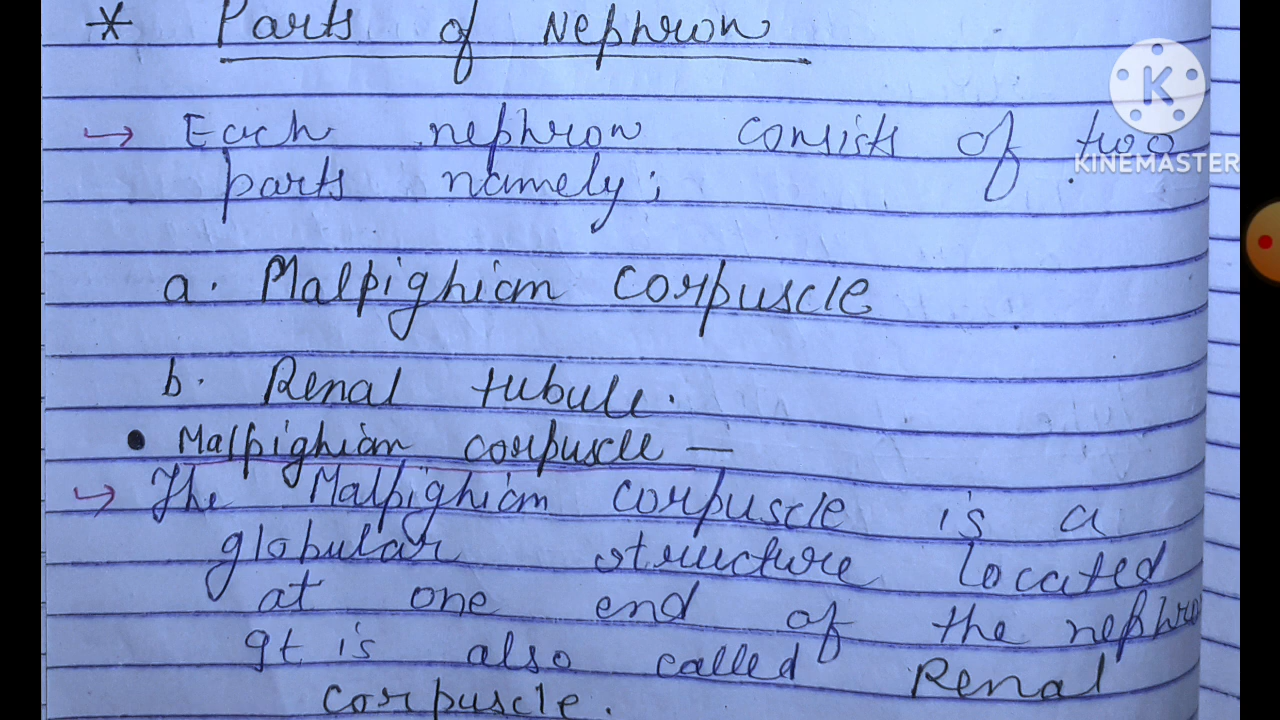 * Parts of Nephron
→ Each nephron consists of two
parts namely;
a. Malpighian corpuscle
b. Renal tubule.
• Malpighian corpuscle —
→ The Malpighian corpuscle is a
globular structure located
at one end of the nephron
It is also called Renal
corpuscle.
K
KINEMASTER